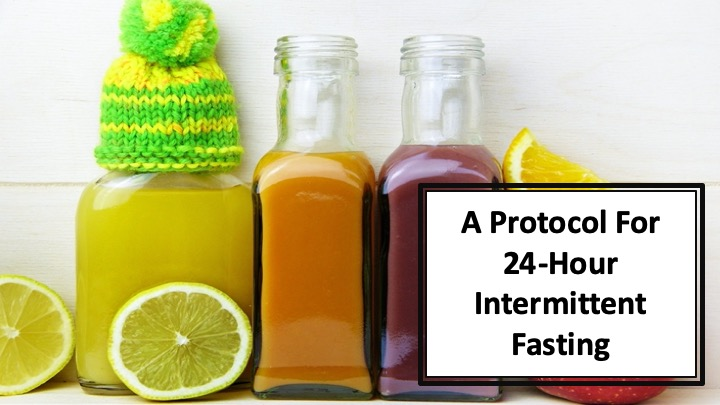 A Protocol For
24-Hour
Intermittent
Fasting